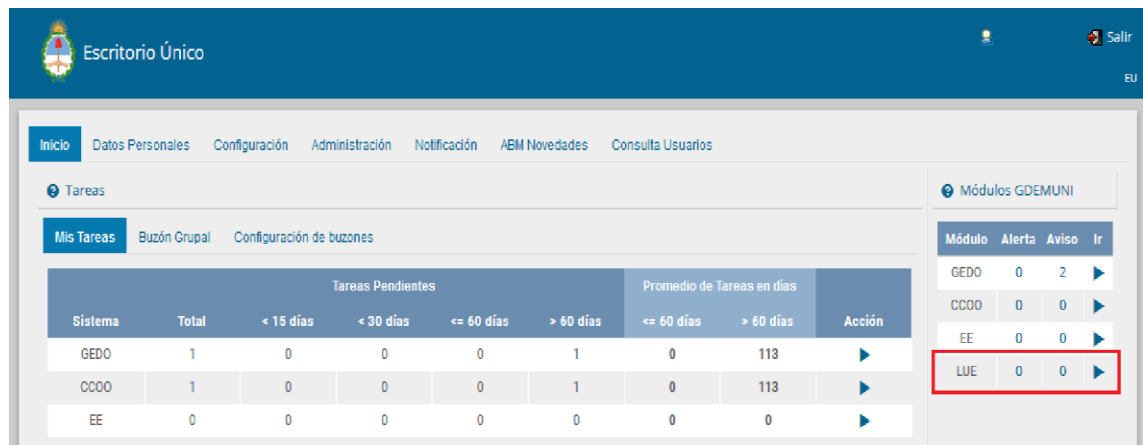 Escritorio Único
Salir
EU
Inicio Datos Personales Configuración Administración Notificación ABM Novedades Consulta Usuarios
? Tareas
Mis Tareas Buzón Grupal Configuración de buzones
Tareas Pendientes Promedio de Tareas en días
Sistema Total < 15 días < 30 días <= 60 días > 60 días <= 60 días > 60 días Acción
GEDO 1 0 0 0 1 0 113
CCOO 1 0 0 0 1 0 113
EE 0 0 0 0 0 0 0
? Módulos GDEMUNI
Módulo Alerta Aviso Ir
GEDO 0 2
CCOO 0 0
EE 0 0
LUE 0 0